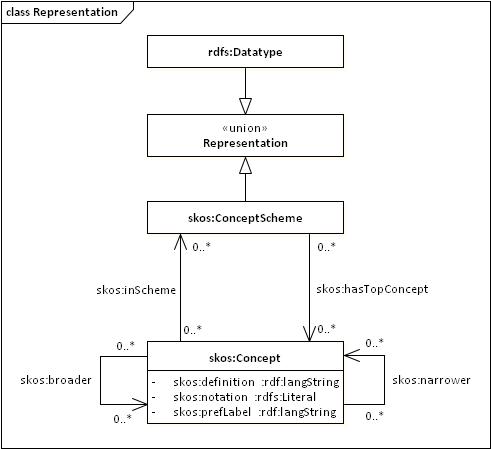 class Representation
rdfs:Datatype
«union»
Representation
skos:ConceptScheme
0..*
0..*
skos:inScheme
skos:hasTopConcept
0..*
0..*
skos:Concept
- skos:definition :rdf:langString
- skos:notation :rdfs:Literal
- skos:prefLabel :rdf:langString
0..*
skos:broader
0..*
0..*
skos:narrower
0..*